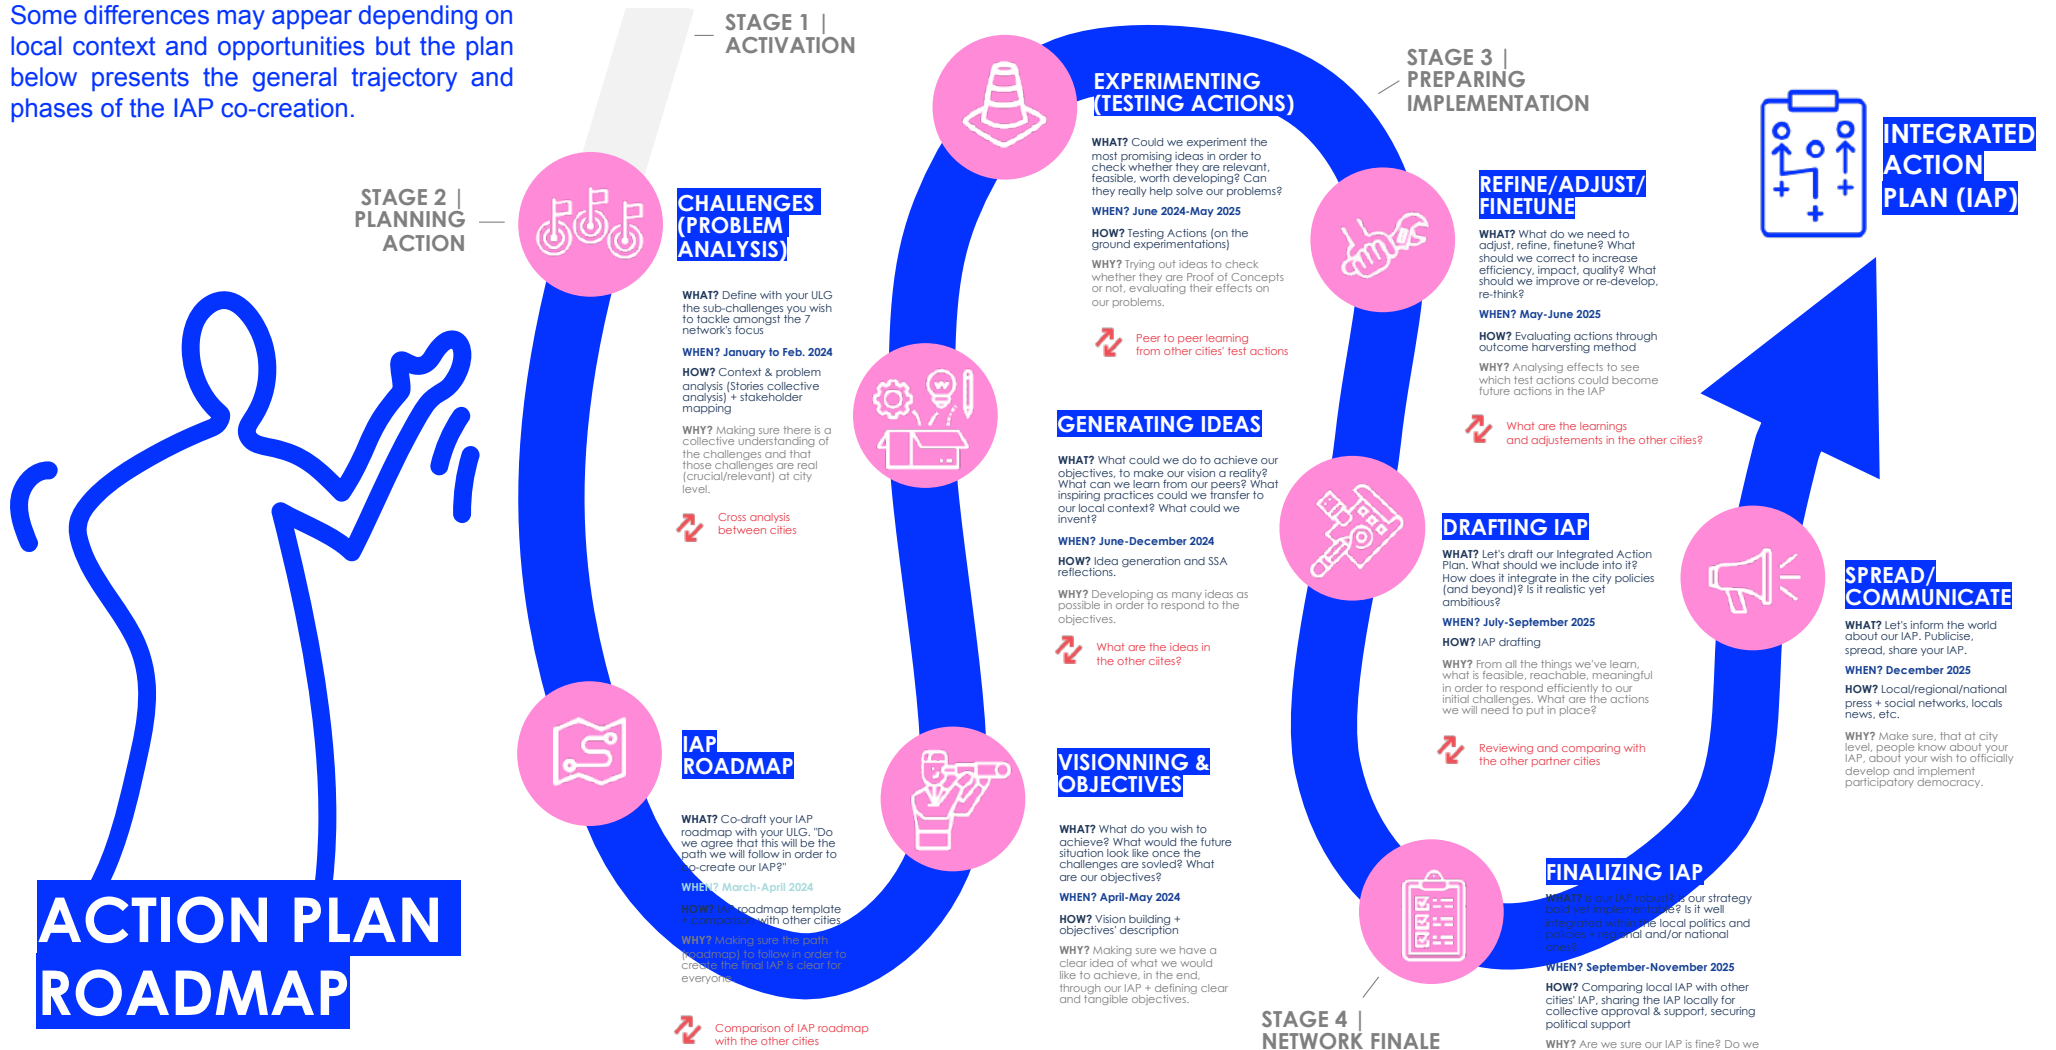 Some differences may appear depending on
local context and opportunities but the plan
below presents the general trajectory and
phases of the IAP co-creation.
STAGE 1 |
ACTIVATION
STAGE 2 |
PLANNING
ACTION
CHALLENGES
(PROBLEM
ANALYSIS)
WHAT? Define with your ULG
the sub-challenges you wish
to tackle amongst the 7
network's focus
WHEN? January to Feb. 2024
HOW? Context & problem
analysis (Stories collective
analysis) + stakeholder
mapping
WHY? Making sure there is a
collective understanding of
the challenges and that
those challenges are real
(crucial/relevant) at city
level.
Cross analysis
between cities
IAP
ROADMAP
WHAT? Co-draft your IAP
roadmap with your ULG. "Do
we agree that this will be the
path we will follow in order to
co-create our IAP?"
WHEN? March-April 2024
HOW? IAP roadmap template
+ comparison with other cities
WHY? Making sure the path
(roadmap) to follow in order to
create the final IAP is clear for
everyone
Comparison of IAP roadmap
with the other cities
VISIONNING &
OBJECTIVES
WHAT? What do you wish to
achieve? What would the future
situation look like once the
challenges are sovled? What
are our objectives?
WHEN? April-May 2024
HOW? Vision building +
objectives' description
WHY? Making sure we have a
clear idea of what we would
like to achieve, in the end,
through our IAP + defining clear
and tangible objectives.
GENERATING IDEAS
WHAT? What could we do to achieve our
objectives, to make our vision a reality?
What can we learn from our peers? What
inspiring practices could we transfer to
our local context? What could we
invent?
WHEN? June-December 2024
HOW? Idea generation and SSA
reflections.
WHY? Developing as many ideas as
possible in order to respond to the
objectives.
What are the ideas in
the other ciites?
EXPERIMENTING
(TESTING ACTIONS)
WHAT? Could we experiment the
most promising ideas in order to
check whether they are relevant,
feasible, worth developing? Can
they really help solve our problems?
WHEN? June 2024-May 2025
HOW? Testing Actions (on the
ground experimentations)
WHY? Trying out ideas to check
whether they are Proof of Concepts
or not, evaluating their effects on
our problems.
Peer to peer learning
from other cities' test actions
STAGE 3 |
PREPARING
IMPLEMENTATION
REFINE/ADJUST/
FINETUNE
WHAT? What do we need to
adjust, refine, finetune? What
should we correct to increase
efficiency, impact, quality? What
should we improve or re-develop,
re-think?
WHEN? May-June 2025
HOW? Evaluating actions through
outcome harversting method
WHY? Analysing effects to see
which test actions could become
future actions in the IAP
What are the learnings
and adjustements in the other cities?
DRAFTING IAP
WHAT? Let's draft our Integrated Action
Plan. What should we include into it?
How does it integrate in the city policies
(and beyond)? Is it realistic yet
ambitious?
WHEN? July-September 2025
HOW? IAP drafting
WHY? From all the things we've learn,
what is feasible, reachable, meaningful
in order to respond efficiently to our
initial challenges. What are the actions
we will need to put in place?
Reviewing and comparing with
the other partner cities
STAGE 4 |
NETWORK FINALE
FINALIZING IAP
WHAT? Is our IAP robust? Is our strategy
bold yet implementable? Is it well
integrated within the local politics and
policies + regional and/or national
ones?
WHEN? September-November 2025
HOW? Comparing local IAP with other
cities' IAP, sharing the IAP locally for
collective approval & support, securing
political support
WHY? Are we sure our IAP is fine? Do we
SPREAD/
COMMUNICATE
WHAT? Let's inform the world
about our IAP. Publicise,
spread, share your IAP.
WHEN? December 2025
HOW? Local/regional/national
press + social networks, locals
news, etc.
WHY? Make sure, that at city
level, people know about your
IAP, about your wish to officially
develop and implement
participatory democracy.
INTEGRATED
ACTION
PLAN (IAP)
ACTION PLAN
ROADMAP